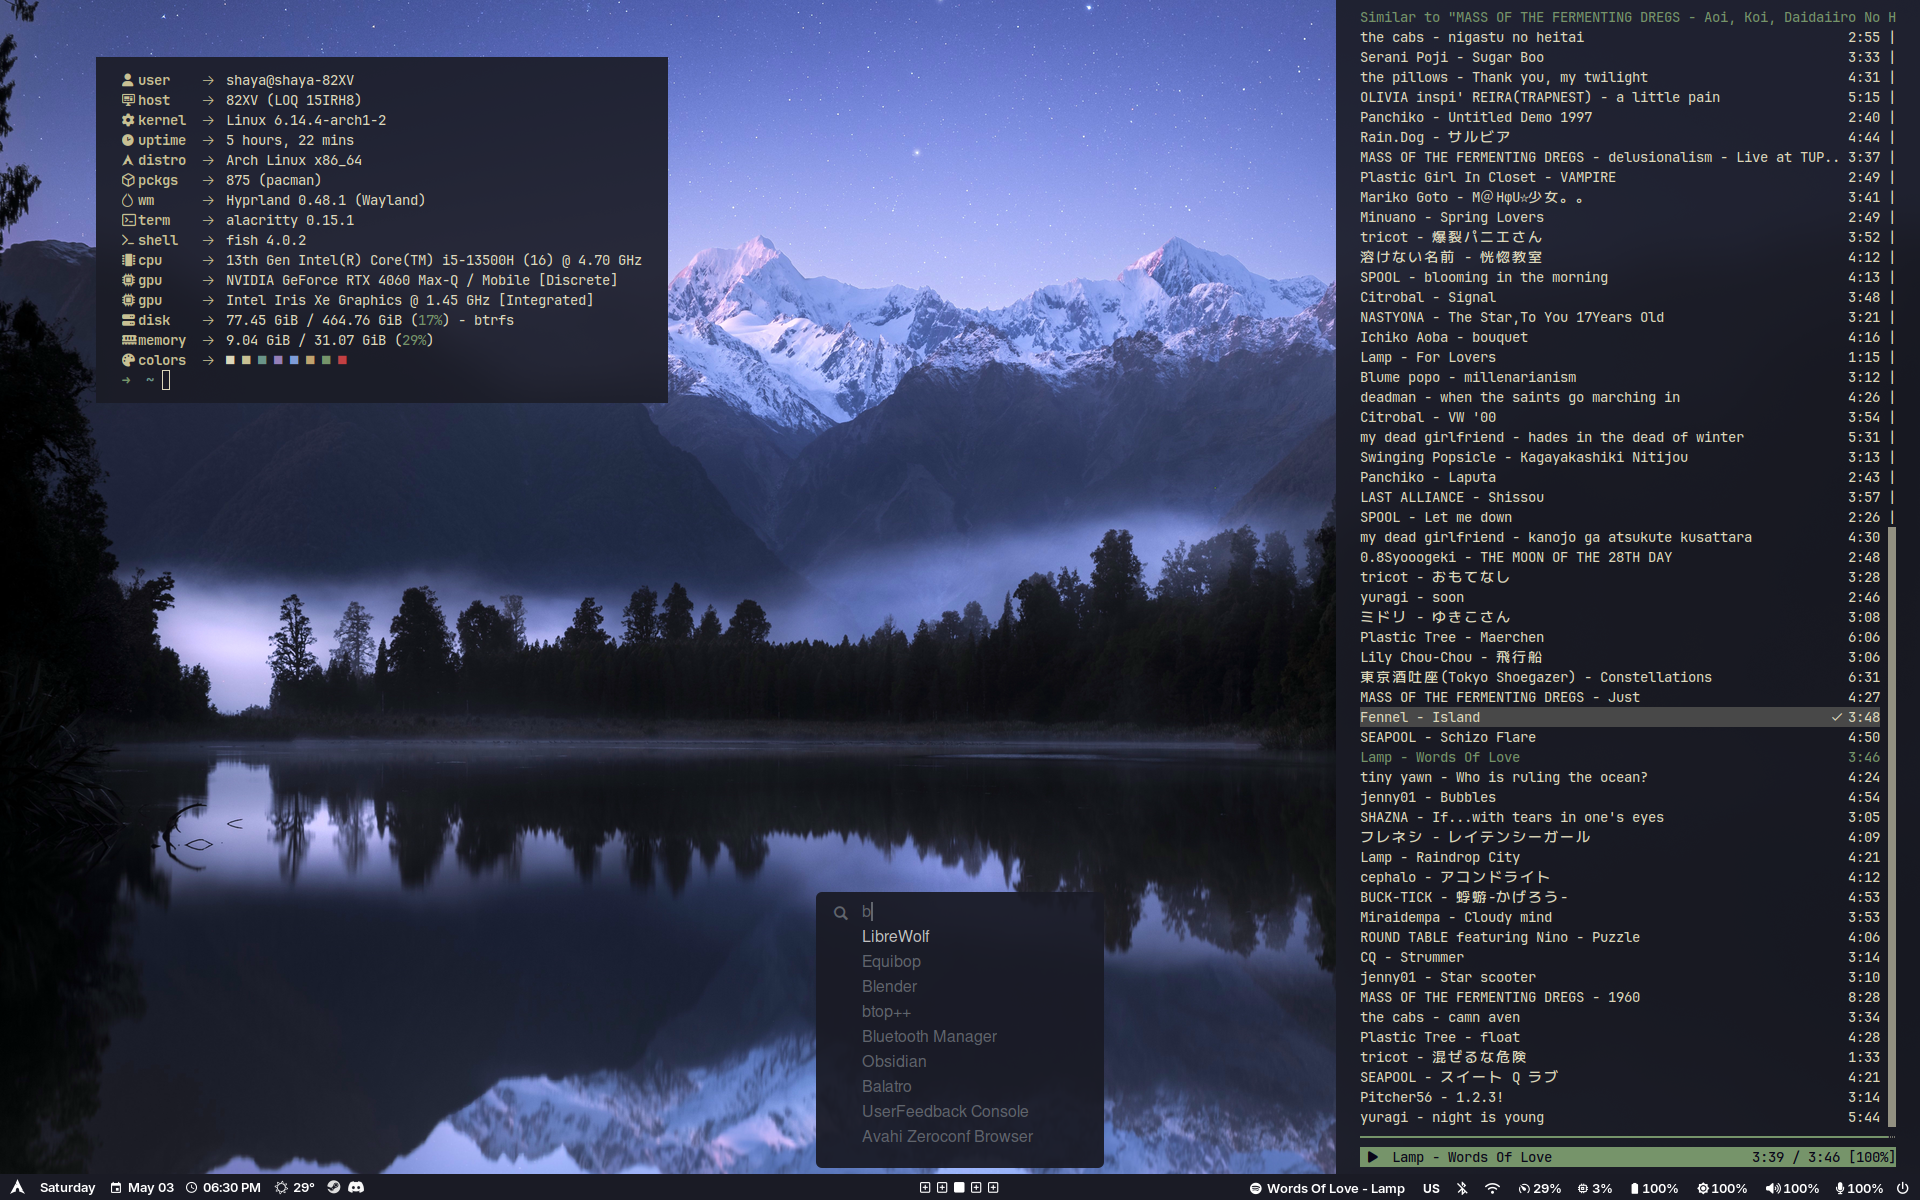 user → shaya@shaya-82XV
host → 82XV (LOQ 15IRH8)
kernel → Linux 6.14.4-arch1-2
uptime → 5 hours, 22 mins
distro → Arch Linux x86_64
pckgs → 875 (pacman)
wm → Hyprland 0.48.1 (Wayland)
term → alacritty 0.15.1
shell → fish 4.0.2
cpu → 13th Gen Intel(R) Core(TM) i5-13500H (16) @ 4.70 GHz
gpu → NVIDIA GeForce RTX 4060 Max-Q / Mobile [Discrete]
gpu → Intel Iris Xe Graphics @ 1.45 GHz [Integrated]
disk → 77.45 GiB / 464.76 GiB (17%) - btrfs
memory → 9.04 GiB / 31.07 GiB (29%)
colors →
→ ~
b
LibreWolf
Equibop
Blender
btop++
Bluetooth Manager
Obsidian
Balatro
UserFeedback Console
Avahi Zeroconf Browser
Similar to "MASS OF THE FERMENTING DREGS - Aoi, Koi, Daidaiiro No H
the cabs - nigastu no heitai 2:55
Serani Poji - Sugar Boo 3:33
the pillows - Thank you, my twilight 4:31
OLIVIA inspi' REIRA(TRAPNEST) - a little pain 5:15
Panchiko - Untitled Demo 1997 2:40
Rain.Dog - サルビア 4:44
MASS OF THE FERMENTING DREGS - delusionalism - Live at TUP.. 3:37
Plastic Girl In Closet - VAMPIRE 2:49
Mariko Goto - M@HφU☆少女。。 3:41
Minuano - Spring Lovers 2:49
tricot - 爆裂パニエさん 3:52
溶けない名前 - 恍惚教室 4:12
SPOOL - blooming in the morning 4:13
Citrobal - Signal 3:48
NASTYONA - The Star,To You 17Years Old 3:21
Ichiko Aoba - bouquet 4:16
Lamp - For Lovers 1:15
Blume popo - millenarianism 3:12
deadman - when the saints go marching in 4:26
Citrobal - VW '00 3:54
my dead girlfriend - hades in the dead of winter 5:31
Swinging Popsicle - Kagayakashiki Nitijou 3:13
Panchiko - Laputa 2:43
LAST ALLIANCE - Shissou 3:57
SPOOL - Let me down 2:26
my dead girlfriend - kanojo ga atsukute kusattara 4:30
0.8Syooogeki - THE MOON OF THE 28TH DAY 2:48
tricot - おもてなし 3:28
yuragi - soon 2:46
ミドリ - ゆきこさん 3:08
Plastic Tree - Maerchen 6:06
Lily Chou-Chou - 飛行船 3:06
東京酒吐座(Tokyo Shoegazer) - Constellations 6:31
MASS OF THE FERMENTING DREGS - Just 4:27
Fennel - Island ✓ 3:48
SEAPOOL - Schizo Flare 4:50
Lamp - Words Of Love 3:46
tiny yawn - Who is ruling the ocean? 4:24
jenny01 - Bubbles 4:54
SHAZNA - If...with tears in one's eyes 3:05
フレネシ - レイテンシーガール 4:09
Lamp - Raindrop City 4:21
cephalo - アコンドライト 4:12
BUCK-TICK - 蜉蝣-かげろう- 4:53
Miraidempa - Cloudy mind 3:53
ROUND TABLE featuring Nino - Puzzle 4:06
CQ - Strummer 3:14
jenny01 - Star scooter 3:10
MASS OF THE FERMENTING DREGS - 1960 8:28
the cabs - camn aven 3:34
Plastic Tree - float 4:28
tricot - 混ぜるな危険 1:33
SEAPOOL - スイート Q ラブ 4:21
Pitcher56 - 1.2.3! 3:14
yuragi - night is young 5:44
▶ Lamp - Words Of Love 3:39 / 3:46 [100%]
Saturday May 03 06:30 PM 29° Words Of Love - Lamp US 29% 3% 100% 100% 100% 100%